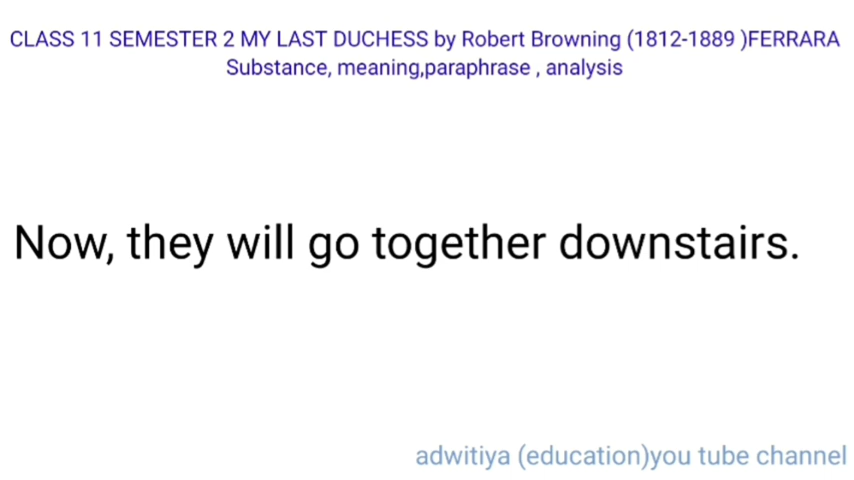 CLASS 11 SEMESTER 2 MY LAST DUCHESS by Robert Browning (1812-1889 )FERRARA
Substance, meaning,paraphrase , analysis
Now, they will go together downstairs.
adwitiya (education)you tube channel